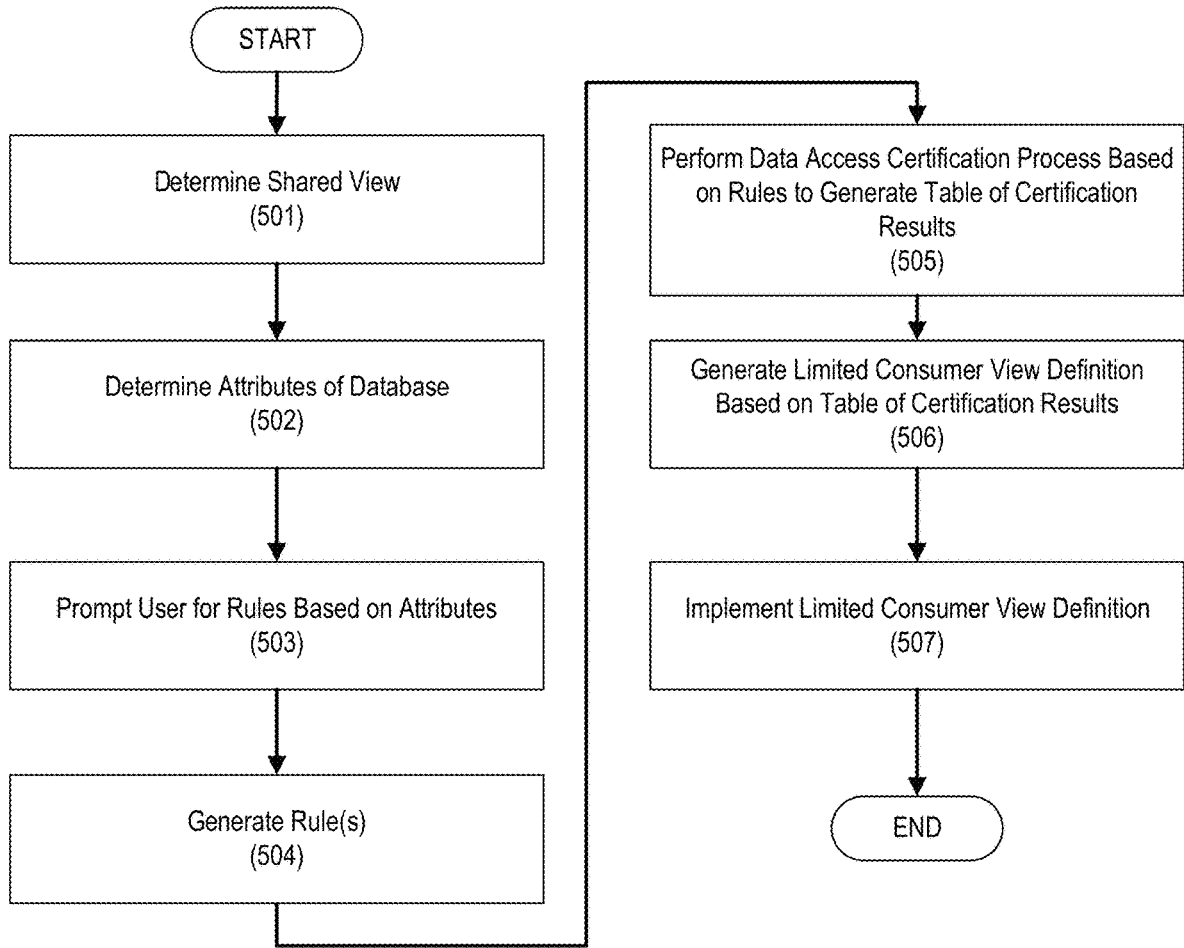 START
Determine Shared View
(501)
Determine Attributes of Database
(502)
Prompt User for Rules Based on Attributes
(503)
Generate Rule(s)
(504)
Perform Data Access Certification Process Based
on Rules to Generate Table of Certification
Results
(505)
Generate Limited Consumer View Definition
Based on Table of Certification Results
(506)
Implement Limited Consumer View Definition
(507)
END